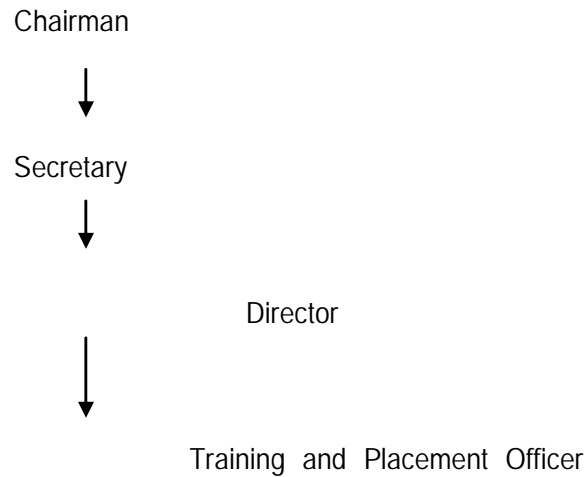 Chairman
Secretary
Director
Training and Placement Officer